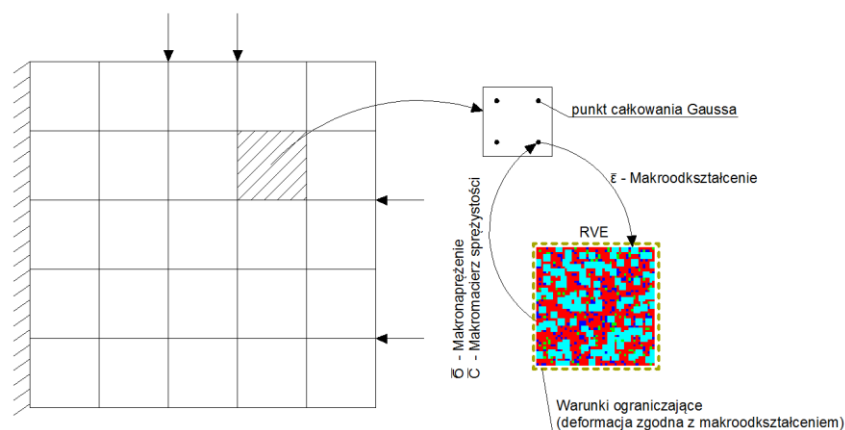 punkt całkowania Gaussa
ε̄ - Makroodkształcenie
RVE
σ̄ - Makronaprężenie
C̄ - Makromacierz sprężystości
Warunki ograniczające
(deformacja zgodna z makroodkształceniem)